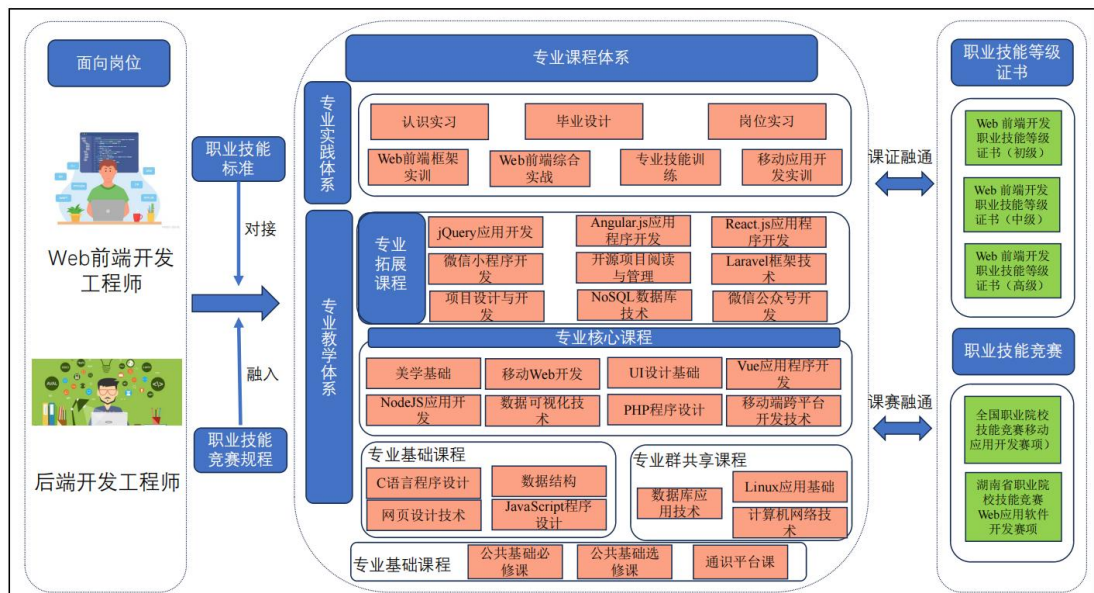 面向岗位
Web前端开发
工程师
后端开发工程师
职业技能
标准
对接
融入
职业技能
竞赛规程
专业课程体系
专业实践体系
认识实习
毕业设计
岗位实习
Web前端框架
实训
Web前端综合
实战
专业技能训
练
移动应用开
发实训
专业教学体系
专业
拓展
课程
jQuery应用开发
Angular.js应用
程序开发
React.js应用程
序开发
微信小程序开
发
开源项目阅读
与管理
Laravel框架技
术
项目设计与开
发
NoSQL数据库
技术
微信公众号开
发
专业核心课程
美学基础
移动Web开发
UI设计基础
Vue应用程序开
发
NodeJS应用开
发
数据可视化技
术
PHP程序设计
移动端跨平台
开发技术
专业基础课程
C语言程序设计
数据结构
网页设计技术
JavaScript程序
设计
专业群共享课程
数据库应
用技术
Linux应用基础
计算机网络技
术
专业基础课程
公共基础必
修课
公共基础选
修课
通识平台课
课证融通
课赛融通
职业技能等级
证书
Web 前端开发
职业技能等级
证书（初级）
Web 前端开发
职业技能等级
证书（中级）
Web 前端开发
职业技能等级
证书（高级）
职业技能竞赛
全国职业院校
技能竞赛移动
应用开发赛项）
湖南省职业院
校技能竞赛
Web应用软件
开发赛项